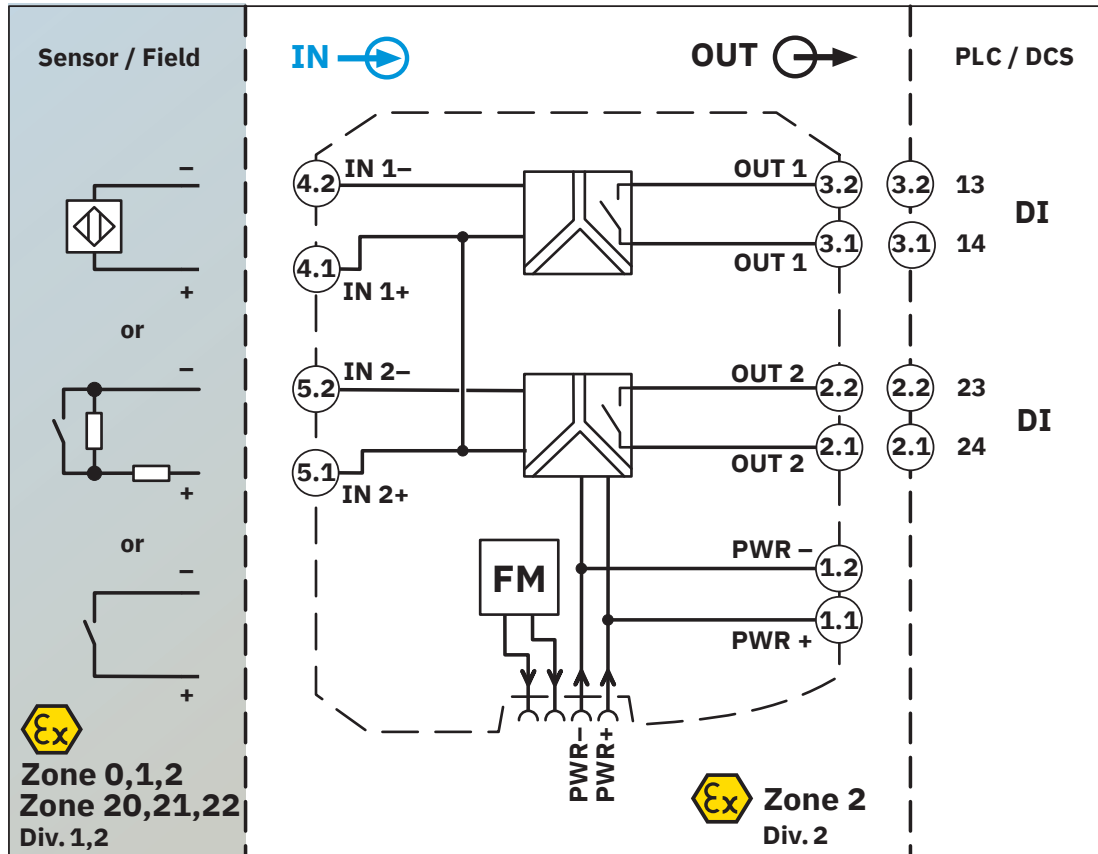 Sensor / Field
IN
OUT
PLC / DCS
−
+
or
−
+
or
−
+
Ex
Zone 0,1,2
Zone 20,21,22
Div. 1,2
4.2
IN 1−
4.1
IN 1+
5.2
IN 2−
5.1
IN 2+
FM
OUT 1
3.2
3.1
OUT 1
OUT 2
2.2
2.1
OUT 2
PWR −
1.2
1.1
PWR +
PWR−
PWR+
Ex
Zone 2
Div. 2
3.2
13
DI
3.1
14
2.2
23
DI
2.1
24